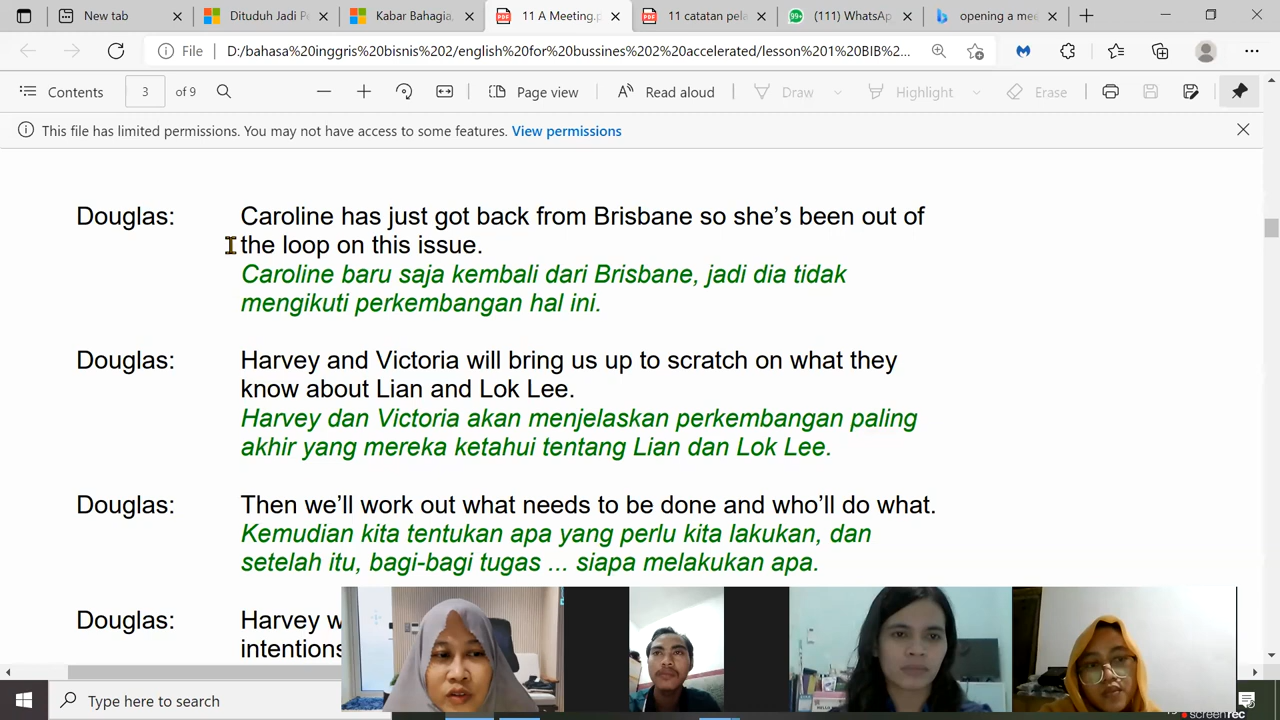 New tab
Dituduh Jadi P
Kabar Bahagia,
11 A Meeting.p
11 catatan pela
(111) WhatsAp
opening a mee
File
D:/bahasa%20inggris%20bisnis%202/english%20for%20bussines%202%20accelerated/lesson%201%20BIB%2...
Contents
3
of 9
Page view
Read aloud
Draw
Highlight
Erase
This file has limited permissions. You may not have access to some features. View permissions
Douglas: Caroline has just got back from Brisbane so she's been out of
the loop on this issue.
Caroline baru saja kembali dari Brisbane, jadi dia tidak
mengikuti perkembangan hal ini.
Douglas: Harvey and Victoria will bring us up to scratch on what they
know about Lian and Lok Lee.
Harvey dan Victoria akan menjelaskan perkembangan paling
akhir yang mereka ketahui tentang Lian dan Lok Lee.
Douglas: Then we'll work out what needs to be done and who'll do what.
Kemudian kita tentukan apa yang perlu kita lakukan, dan
setelah itu, bagi-bagi tugas ... siapa melakukan apa.
Douglas: Harvey w
intentions
Type here to search
screenrec